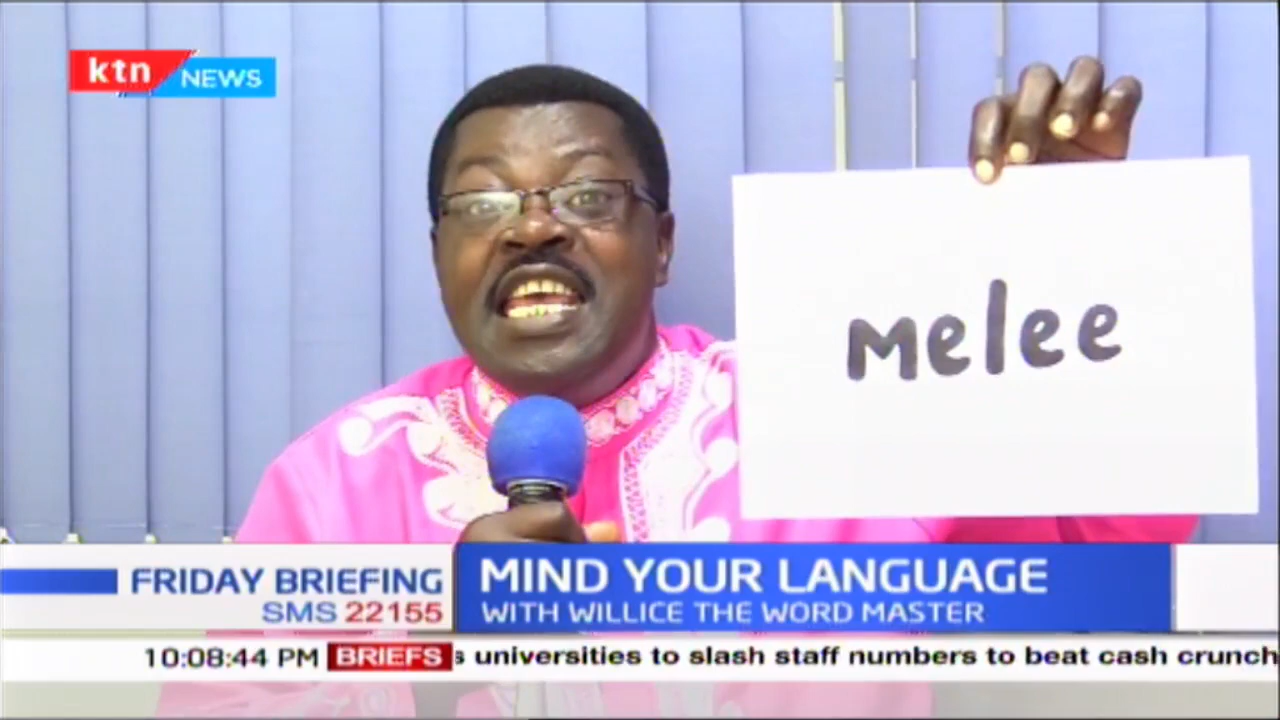 ktn NEWS
Melee
FRIDAY BRIEFING
SMS 22155
MIND YOUR LANGUAGE
WITH WILLICE THE WORD MASTER
10:08:44 PM BRIEFS universities to slash staff numbers to beat cash crunch